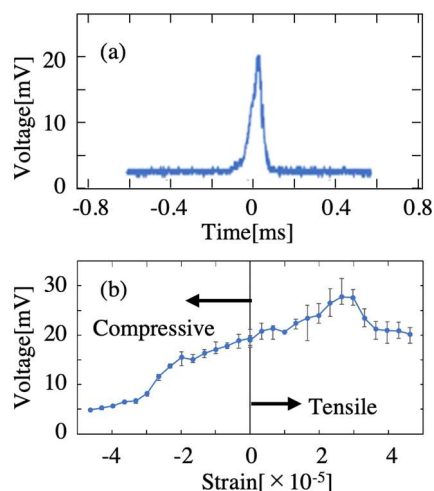 (a)
Voltage[mV]
20
10
0
-0.8 -0.4 0 0.4 0.8
Time[ms]
(b)
Voltage[mV]
30
20
10
0
Compressive
Tensile
-4 -2 0 2 4
Strain[×10-5]